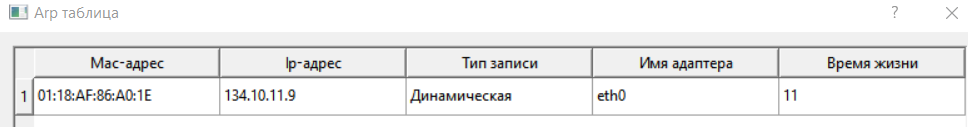 Arp таблица ?
Mac-адрес Ip-адрес Тип записи Имя адаптера Время жизни
1 01:18:AF:86:A0:1E 134.10.11.9 Динамическая eth0 11